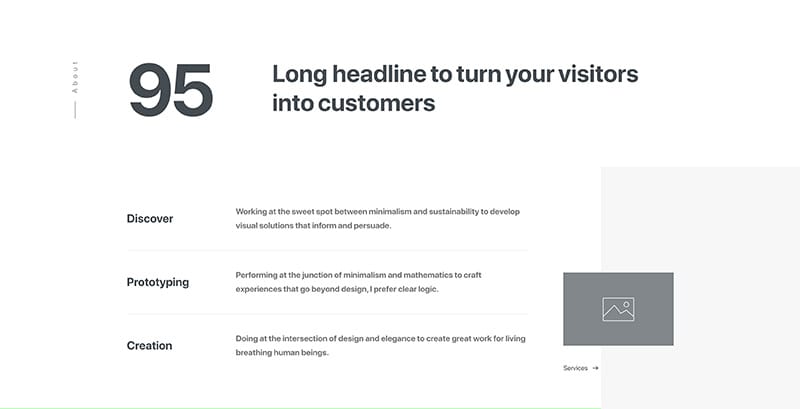 About
95
Long headline to turn your visitors
into customers
Discover
Working at the sweet spot between minimalism and sustainability to develop
visual solutions that inform and persuade.
Prototyping
Performing at the junction of minimalism and mathematics to craft
experiences that go beyond design, I prefer clear logic.
Creation
Doing at the intersection of design and elegance to create great work for living
breathing human beings.
Services →